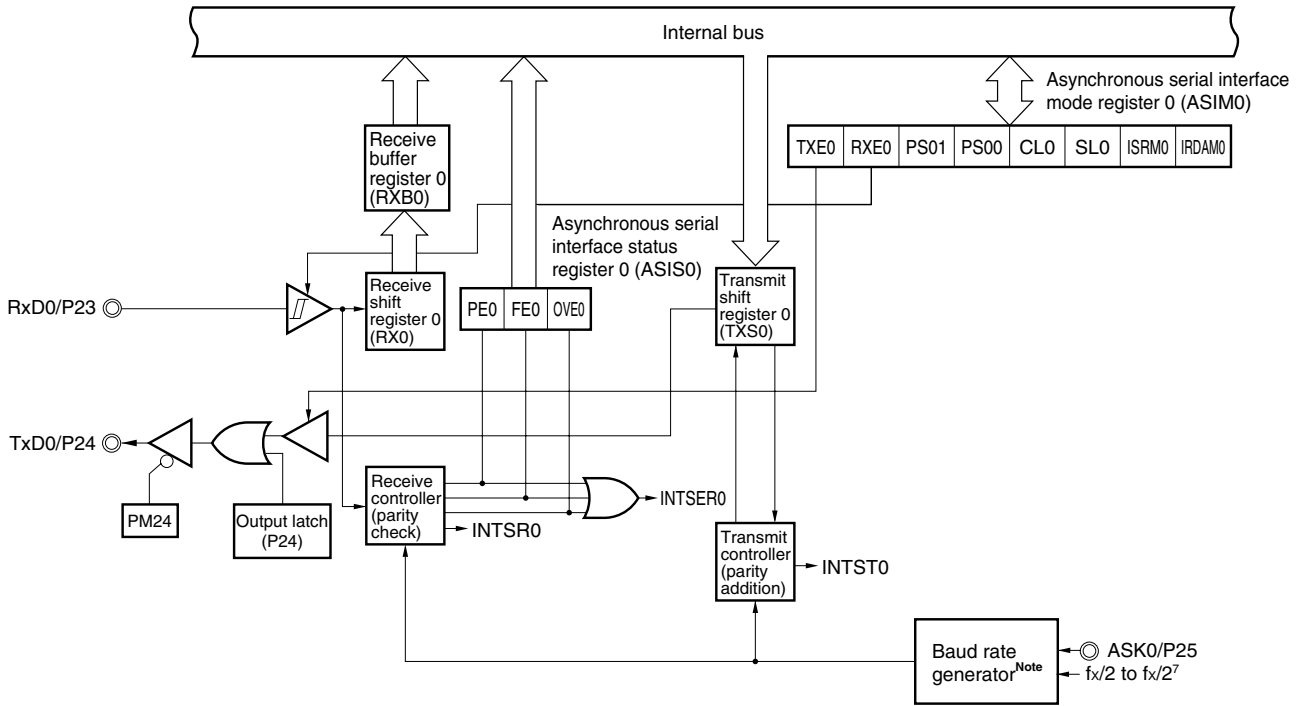 Internal bus
Asynchronous serial interface
mode register 0 (ASIM0)
Receive
buffer
register 0
(RXB0)
TXE0 RXE0 PS01 PS00 CL0 SL0 ISRM0 IRDAM0
Asynchronous serial
interface status
register 0 (ASIS0)
Receive
shift
register 0
(RX0)
Transmit
shift
register 0
(TXS0)
RxD0/P23
PE0 FE0 OVE0
TxD0/P24
Receive
controller
(parity
check)
INTSER0
PM24
Output latch
(P24)
INTSR0
Transmit
controller
(parity
addition)
INTST0
Baud rate
generatorNote
ASK0/P25
fx/2 to fx/2⁷